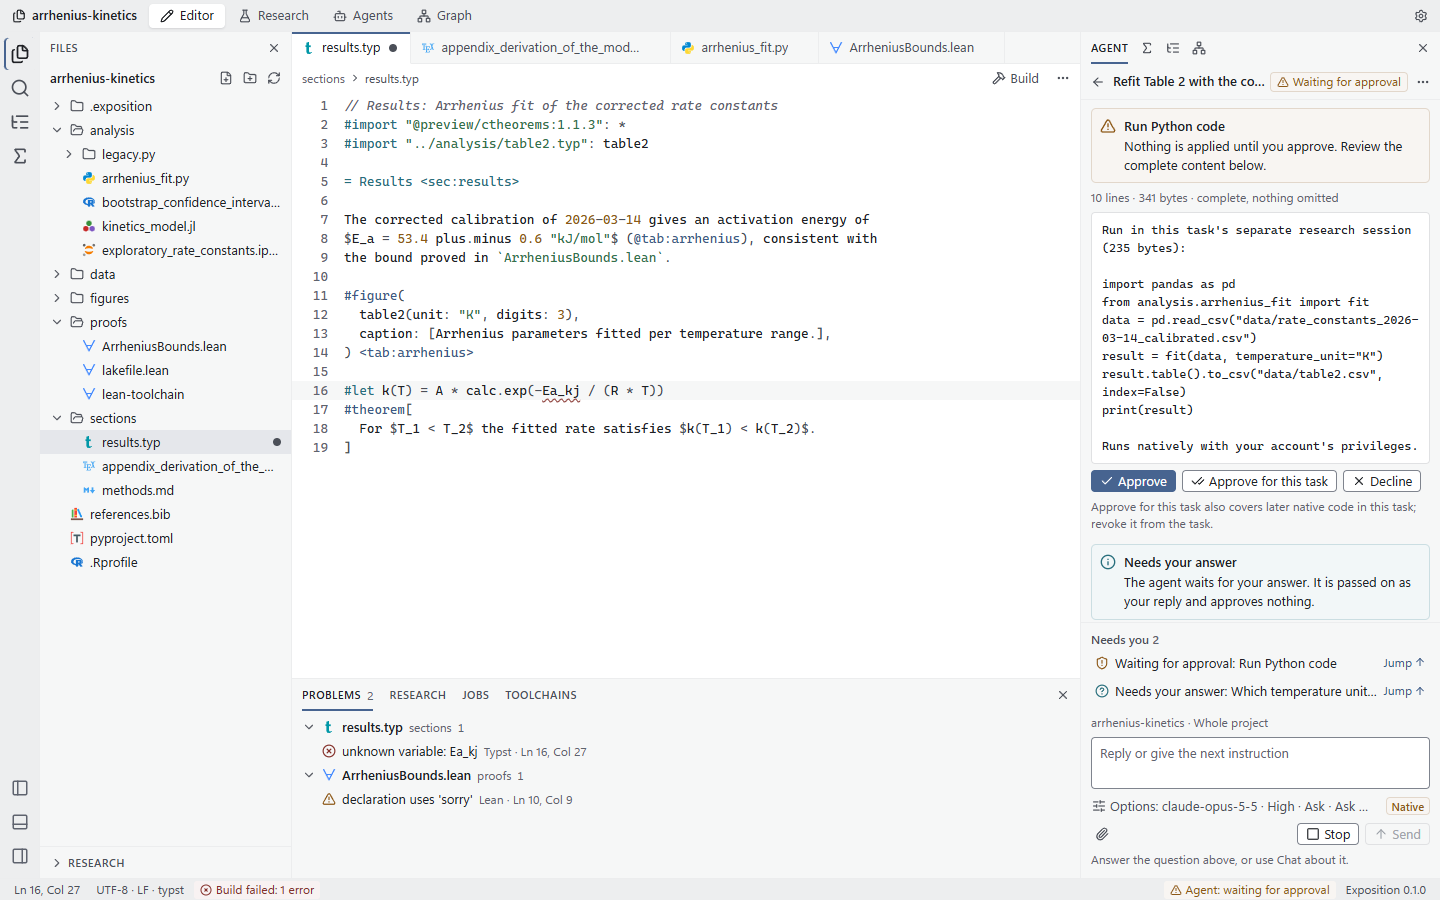 arrhenius-kinetics
Editor
Research
Agents
Graph
FILES
arrhenius-kinetics
.exposition
analysis
legacy.py
arrhenius_fit.py
bootstrap_confidence_interva...
kinetics_model.jl
exploratory_rate_constants.ip...
data
figures
proofs
ArrheniusBounds.lean
lakefile.lean
lean-toolchain
sections
results.typ
appendix_derivation_of_the_...
methods.md
references.bib
pyproject.toml
.Rprofile
RESEARCH
results.typ
appendix_derivation_of_the_mod...
arrhenius_fit.py
ArrheniusBounds.lean
sections > results.typ
Build
1 // Results: Arrhenius fit of the corrected rate constants
2 #import "@preview/ctheorems:1.1.3": *
3 #import "../analysis/table2.typ": table2
4
5 = Results <sec:results>
6
7 The corrected calibration of 2026-03-14 gives an activation energy of
8 $E_a = 53.4 plus.minus 0.6 "kJ/mol"$ (@tab:arrhenius), consistent with
9 the bound proved in `ArrheniusBounds.lean`.
10
11 #figure(
12 table2(unit: "K", digits: 3),
13 caption: [Arrhenius parameters fitted per temperature range.],
14 ) <tab:arrhenius>
15
16 #let k(T) = A * calc.exp(-Ea_kj / (R * T))
17 #theorem[
18 For $T_1 < T_2$ the fitted rate satisfies $k(T_1) < k(T_2)$.
19 ]
PROBLEMS 2
RESEARCH
JOBS
TOOLCHAINS
results.typ sections 1
unknown variable: Ea_kj Typst · Ln 16, Col 27
ArrheniusBounds.lean proofs 1
declaration uses 'sorry' Lean · Ln 10, Col 9
AGENT
Refit Table 2 with the co...
Waiting for approval
Run Python code
Nothing is applied until you approve. Review the
complete content below.
10 lines · 341 bytes · complete, nothing omitted
Run in this task's separate research session
(235 bytes):
import pandas as pd
from analysis.arrhenius_fit import fit
data = pd.read_csv("data/rate_constants_2026-
03-14_calibrated.csv")
result = fit(data, temperature_unit="K")
result.table().to_csv("data/table2.csv",
index=False)
print(result)
Runs natively with your account's privileges.
Approve
Approve for this task
Decline
Approve for this task also covers later native code in this task;
revoke it from the task.
Needs your answer
The agent waits for your answer. It is passed on as
your reply and approves nothing.
Needs you 2
Waiting for approval: Run Python code Jump ↑
Needs your answer: Which temperature unit... Jump ↑
arrhenius-kinetics · Whole project
Reply or give the next instruction
Options: claude-opus-5-5 · High · Ask · Ask ...
Native
Stop
Send
Answer the question above, or use Chat about it.
Ln 16, Col 27
UTF-8 · LF · typst
Build failed: 1 error
Agent: waiting for approval
Exposition 0.1.0